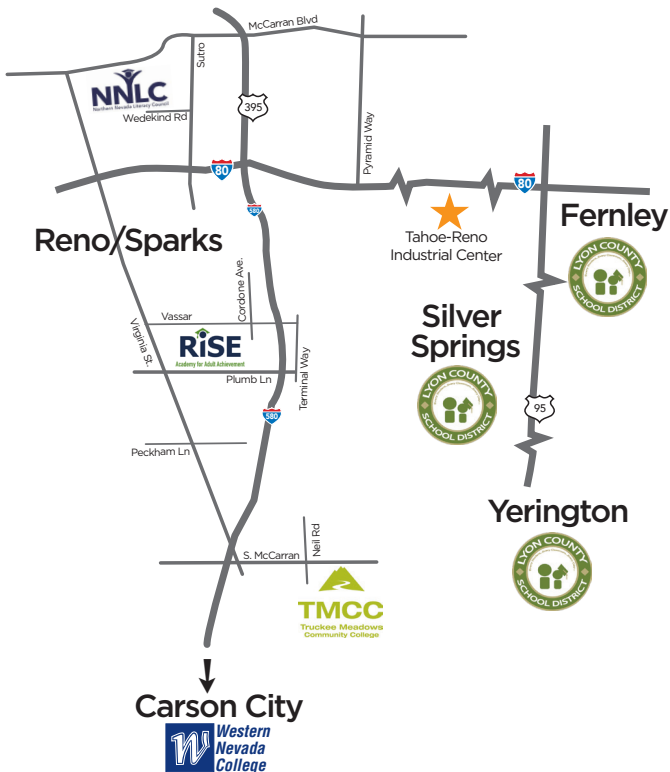 McCarran Blvd
Sutro
NNLC
Northern Nevada Literacy Council
Wedekind Rd
395
Pyramid Way
80
80
580
Reno/Sparks
Tahoe-Reno
Industrial Center
Fernley
LYON COUNTY
SCHOOL DISTRICT
Cordone Ave.
Vassar
Virginia St.
RiSE
Academy for Adult Achievement
Plumb Ln
Terminal Way
580
Silver
Springs
LYON COUNTY
SCHOOL DISTRICT
95
Peckham Ln
Yerington
LYON COUNTY
SCHOOL DISTRICT
S. McCarran
Neil Rd
TMCC
Truckee Meadows
Community College
Carson City
W
Western
Nevada
College